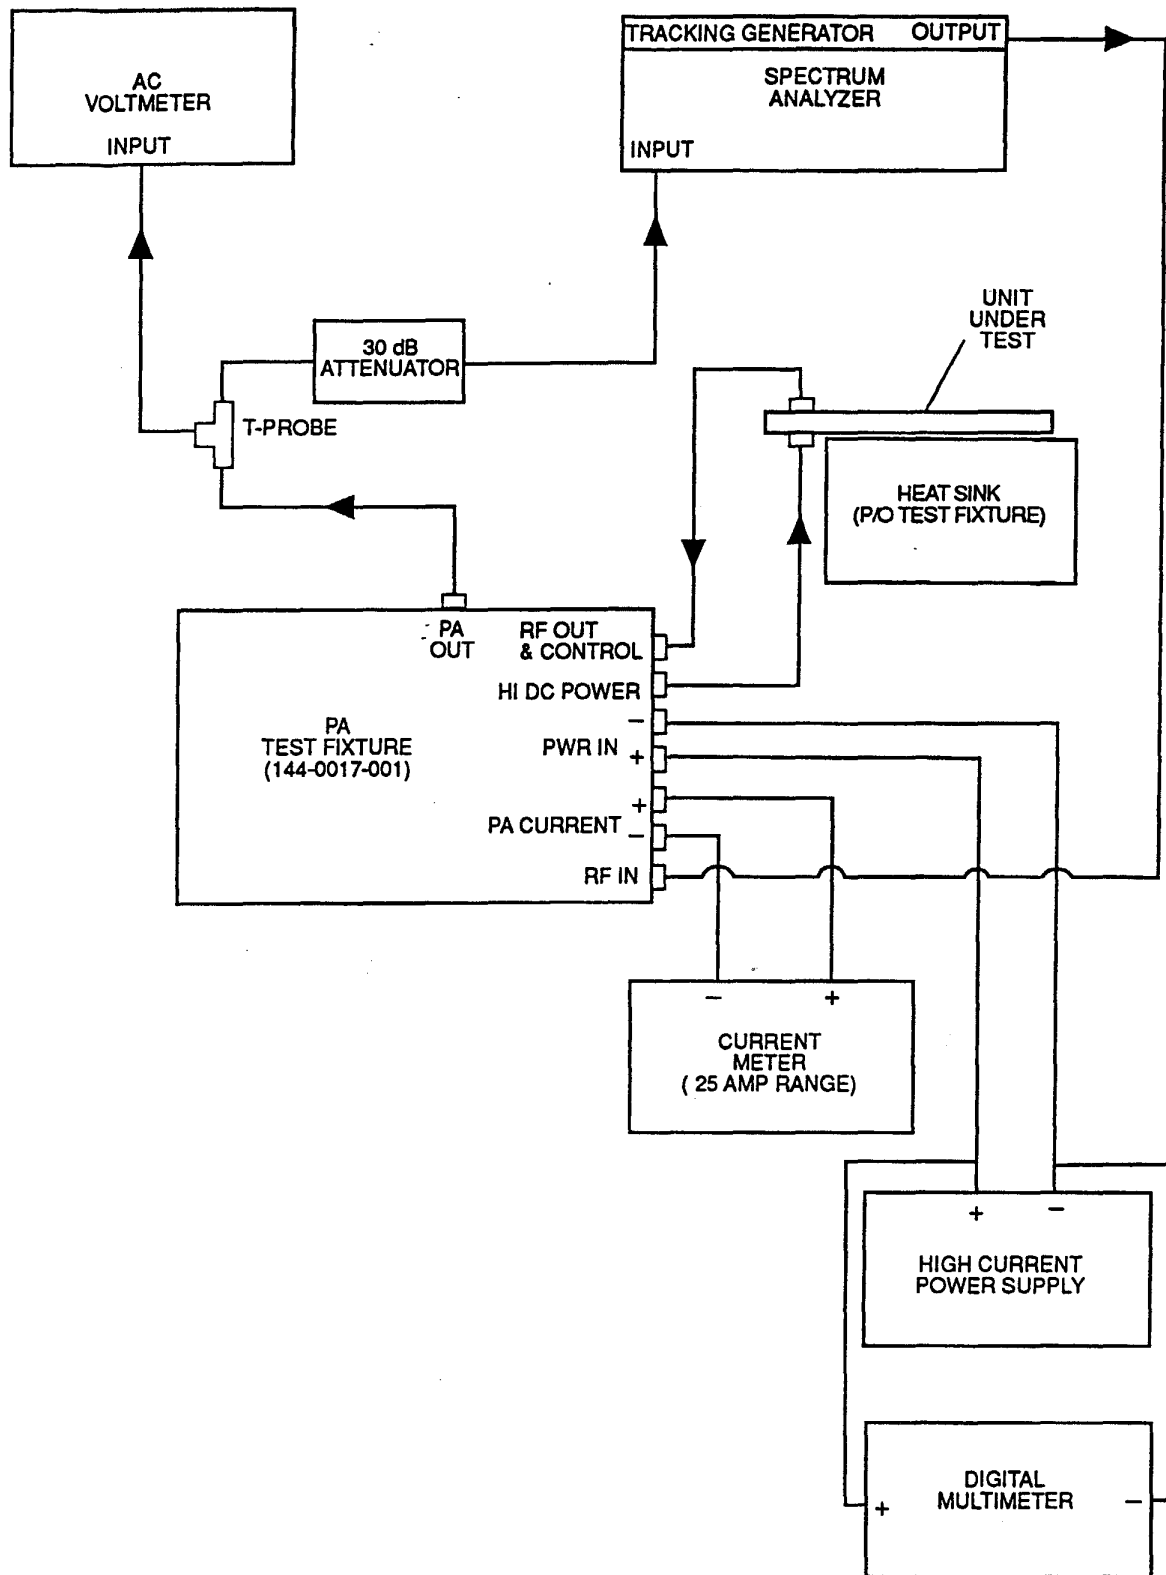 AC
VOLTMETER
INPUT
TRACKING GENERATOR OUTPUT
SPECTRUM
ANALYZER
INPUT
30 dB
ATTENUATOR
T-PROBE
UNIT
UNDER
TEST
HEAT SINK
(P/O TEST FIXTURE)
PA
OUT
RF OUT
& CONTROL
HI DC POWER
PA
TEST FIXTURE
(144-0017-001)
−
PWR IN
+
+
PA CURRENT
−
RF IN
− +
CURRENT
METER
( 25 AMP RANGE)
+ −
HIGH CURRENT
POWER SUPPLY
DIGITAL
MULTIMETER
+ −